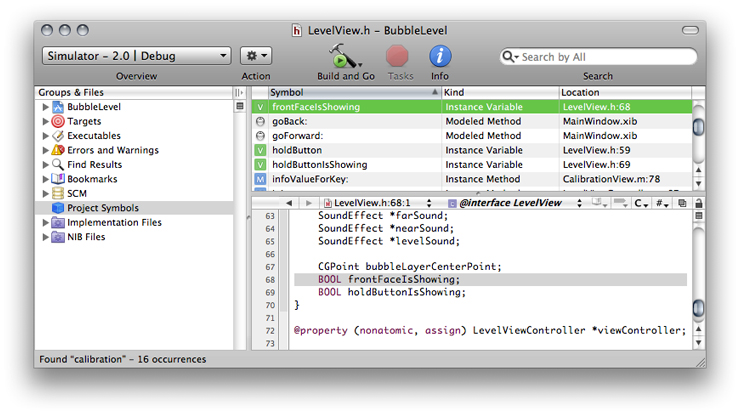 LevelView.h – BubbleLevel
Simulator – 2.0 | Debug
Search by All
Overview Action Build and Go Tasks Info Search
Groups & Files
BubbleLevel
Targets
Executables
Errors and Warnings
Find Results
Bookmarks
SCM
Project Symbols
Implementation Files
NIB Files
Symbol Kind Location
V frontFaceIsShowing Instance Variable LevelView.h:68
goBack: Modeled Method MainWindow.xib
goForward: Modeled Method MainWindow.xib
V holdButton Instance Variable LevelView.h:59
V holdButtonIsShowing Instance Variable LevelView.h:69
M infoValueForKey: Instance Method CalibrationView.m:78
LevelView.h:68:1 C @interface LevelView C #
63 SoundEffect *farSound;
64 SoundEffect *nearSound;
65 SoundEffect *levelSound;
66
67 CGPoint bubbleLayerCenterPoint;
68 BOOL frontFaceIsShowing;
69 BOOL holdButtonIsShowing;
70 }
71
72 @property (nonatomic, assign) LevelViewController *viewController;
73
Found "calibration" – 16 occurrences